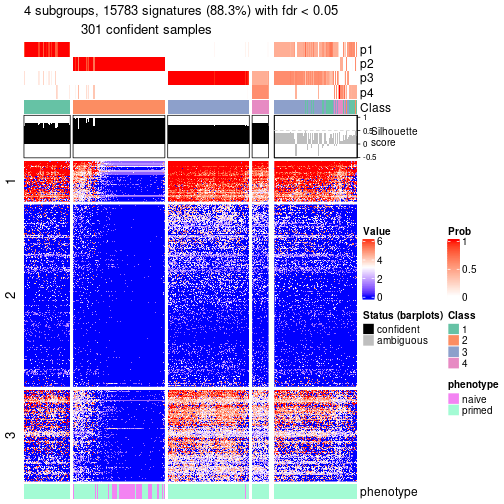 4 subgroups, 15783 signatures (88.3%) with fdr < 0.05
301 confident samples
p1
p2
p3
p4
Class
1
0.5
0
-0.5
Silhouette
score
1
2
3
phenotype
Value
6
4
2
0
Prob
1
0.5
0
Status (barplots)
confident
ambiguous
Class
1
2
3
4
phenotype
naive
primed